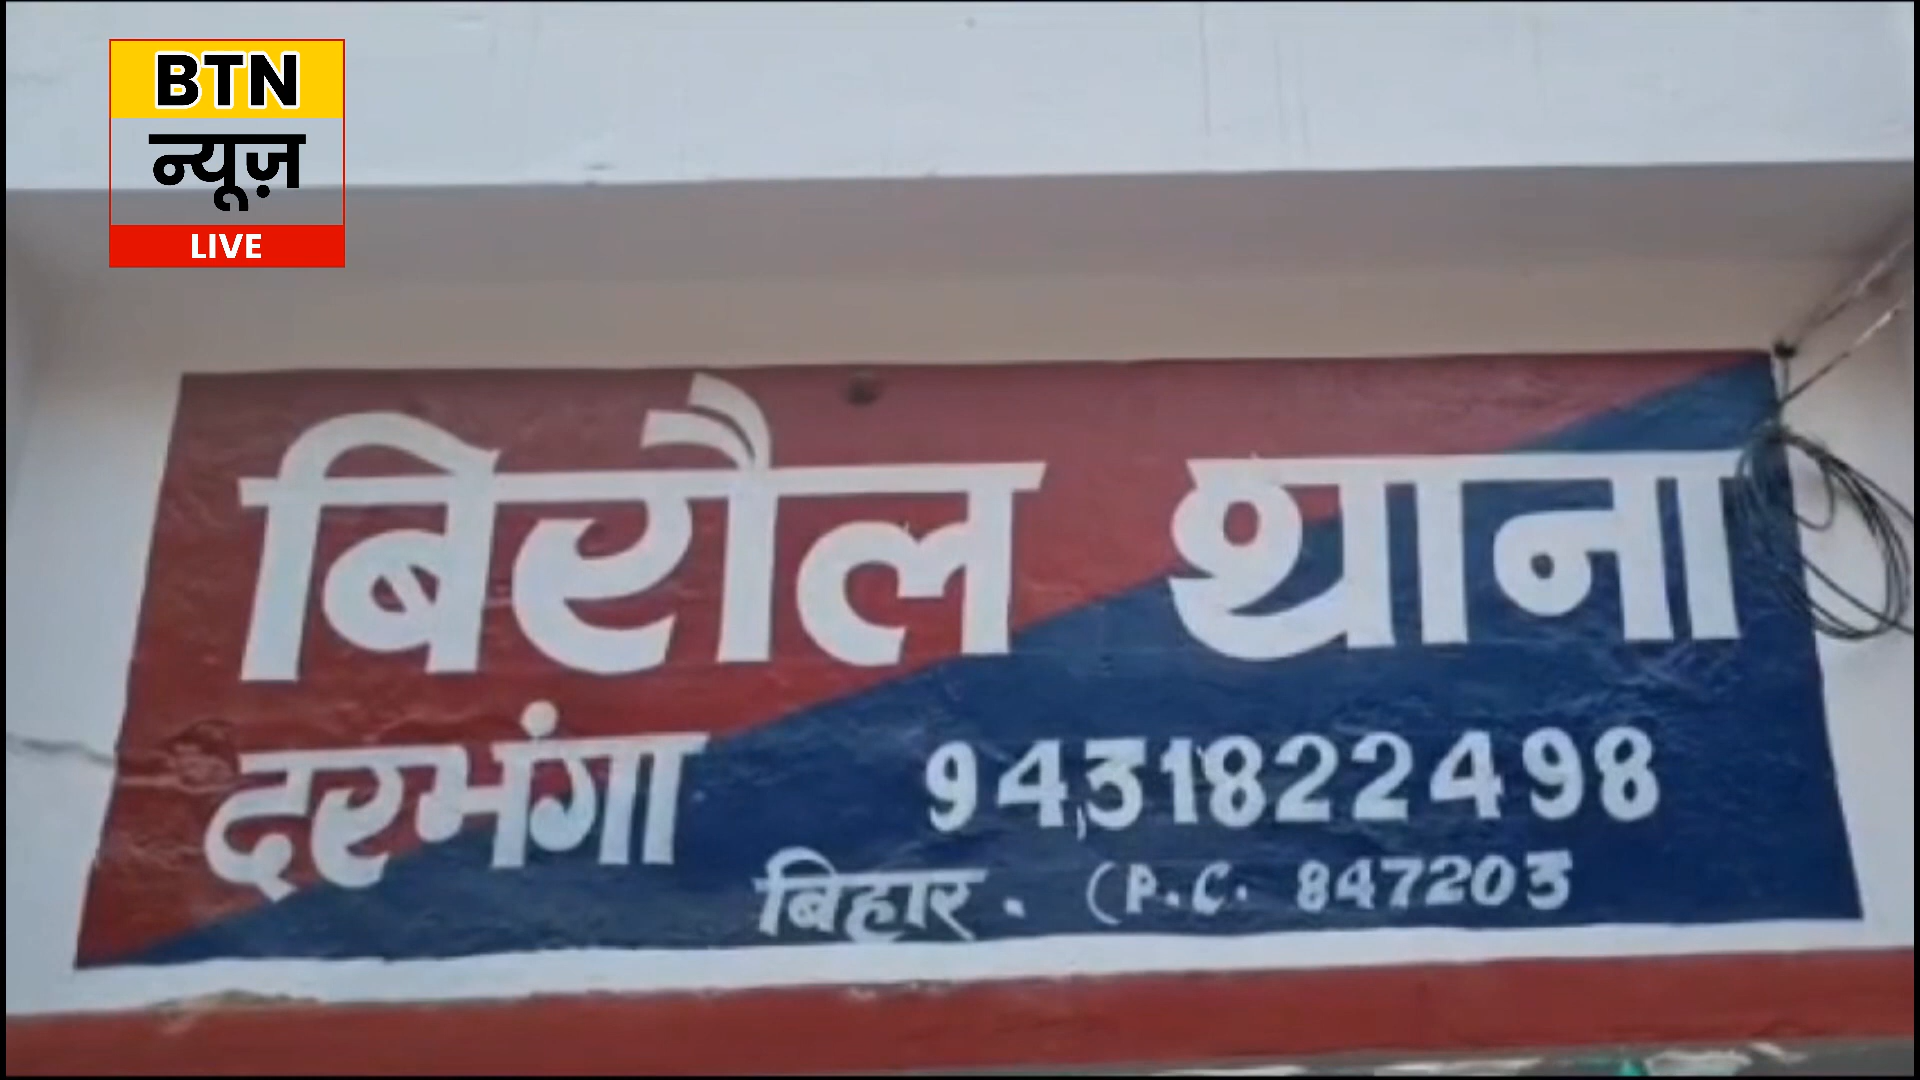 BTN
न्यूज़
LIVE
बिरौल थाना
दरभंगा 9431822498
बिहार . (P.C. 847203